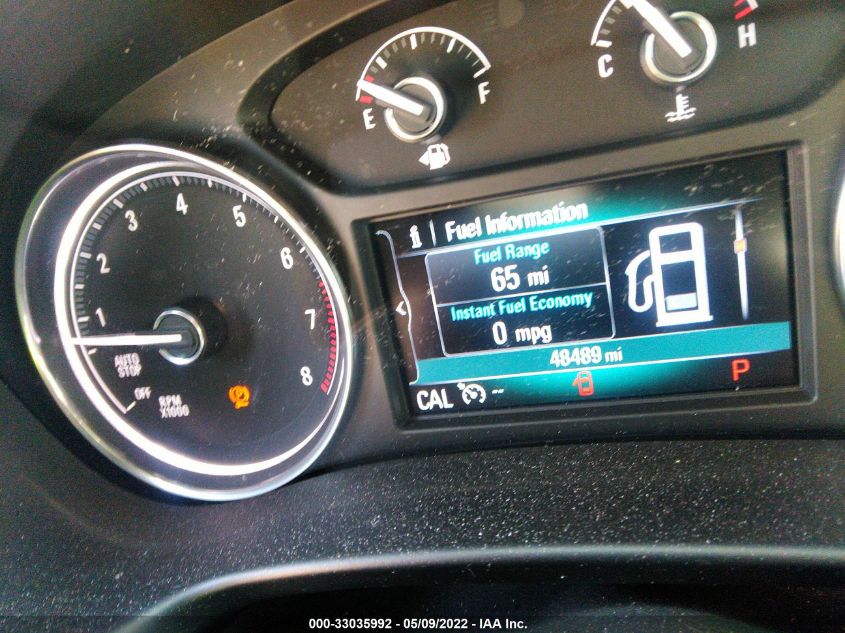 E
F
C
H
1
2
3
4
5
6
7
8
AUTO
STOP
OFF
RPM
X1000
i Fuel Information
Fuel Range
65 mi
Instant Fuel Economy
0 mpg
48489 mi
CAL --
P
000-33035992 - 05/09/2022 - IAA Inc.